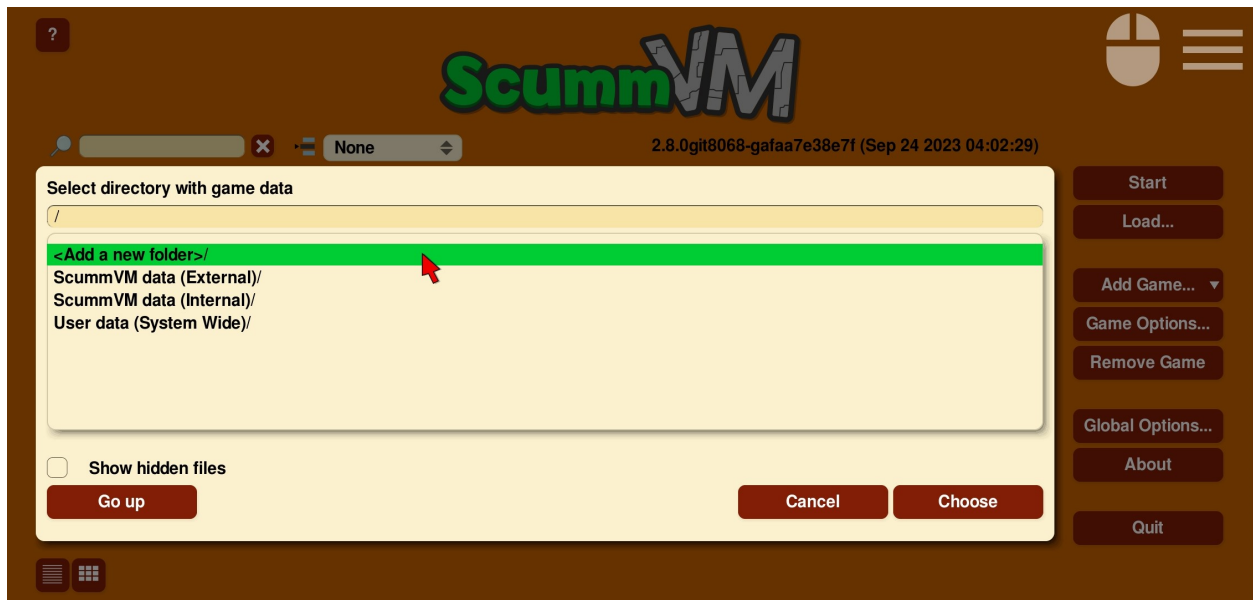 ?
ScummVM
None
2.8.0git8068-gafaa7e38e7f (Sep 24 2023 04:02:29)
Select directory with game data
/
<Add a new folder>/
ScummVM data (External)/
ScummVM data (Internal)/
User data (System Wide)/
Show hidden files
Go up
Cancel
Choose
Start
Load...
Add Game...
Game Options...
Remove Game
Global Options...
About
Quit